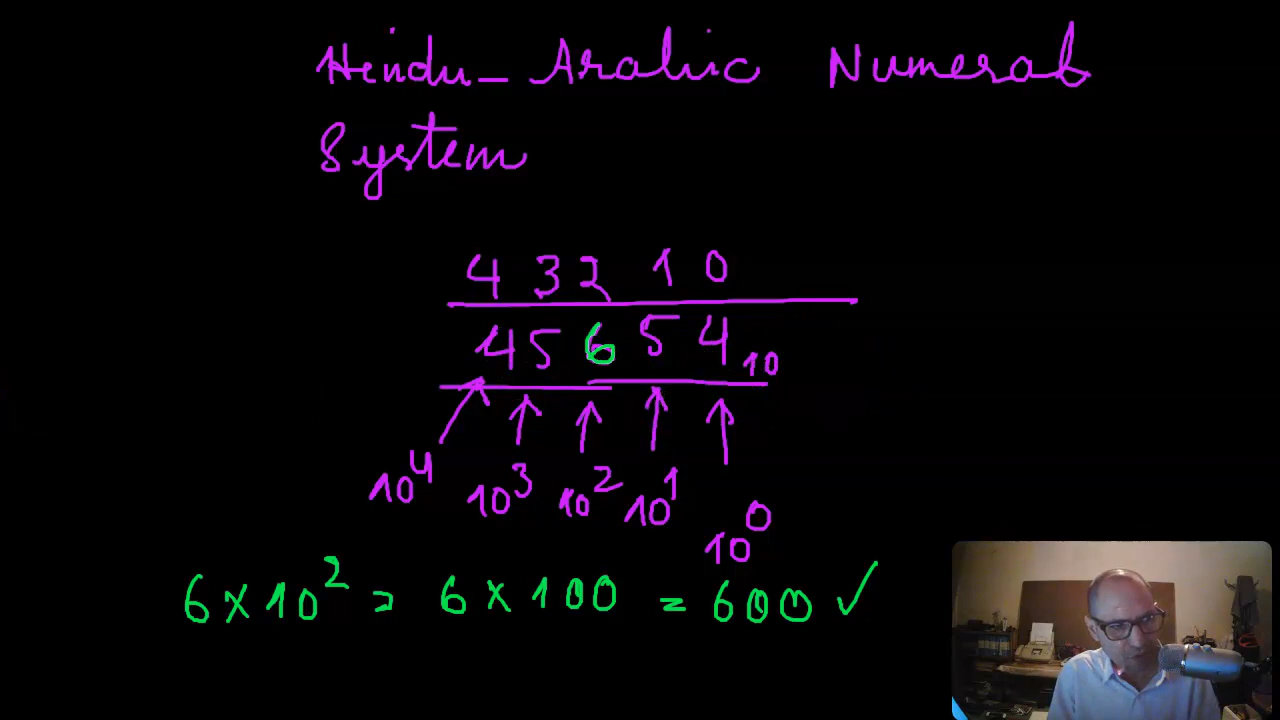 Hindu-Arabic Numeral
System
4 3 2 1 0
4 5 6 5 4 10
10^4 10^3 10^2 10^1 10^0
6 × 10^2 = 6 × 100 = 600 ✓